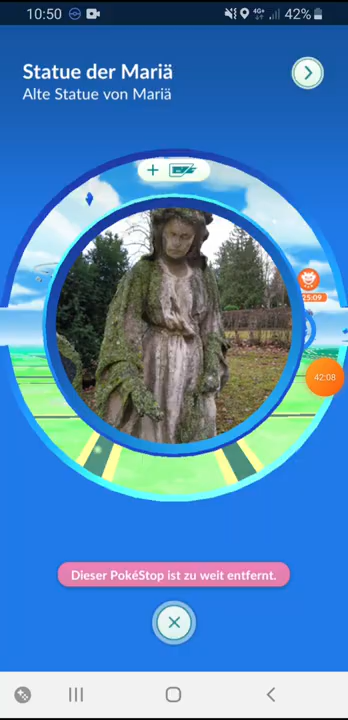 10:50
4G+
42%
Statue der Mariä
Alte Statue von Mariä
25:09
42:08
Dieser PokéStop ist zu weit entfernt.